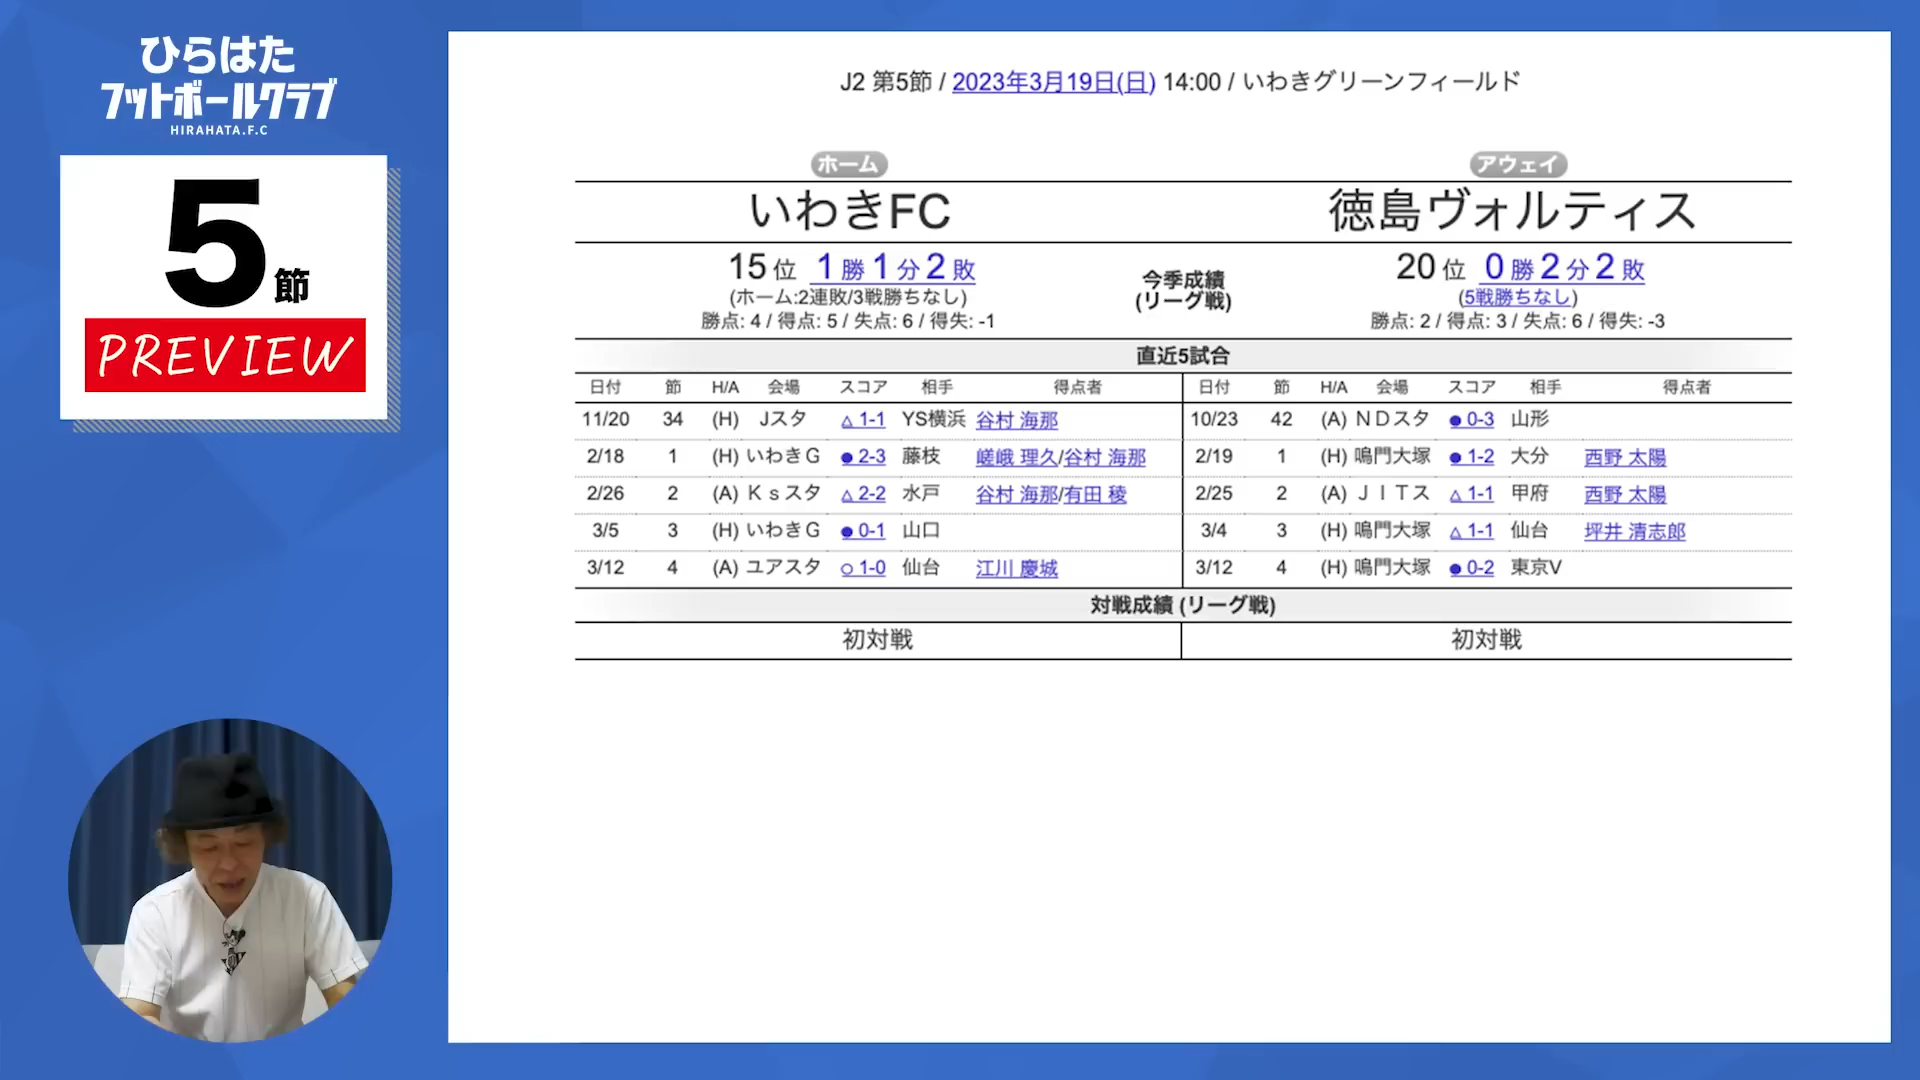 ひらはた
フットボールクラブ
HIRAHATA.F.C
5節
PREVIEW
J2 第5節 / 2023年3月19日(日) 14:00 / いわきグリーンフィールド
ホーム アウェイ
いわきFC 徳島ヴォルティス
15位 1勝1分2敗 今季成績 (リーグ戦) 20位 0勝2分2敗
(ホーム:2連敗/3戦勝ちなし) (5戦勝ちなし)
勝点: 4 / 得点: 5 / 失点: 6 / 得失: -1 勝点: 2 / 得点: 3 / 失点: 6 / 得失: -3
直近5試合
日付 節 H/A 会場 スコア 相手 得点者 日付 節 H/A 会場 スコア 相手 得点者
11/20 34 (H) Jスタ △ 1-1 YS横浜 谷村 海那 10/23 42 (A) NDスタ ● 0-3 山形
2/18 1 (H) いわきG ● 2-3 藤枝 嵯峨 理久/谷村 海那 2/19 1 (H) 鳴門大塚 ● 1-2 大分 西野 太陽
2/26 2 (A) Ksスタ △ 2-2 水戸 谷村 海那/有田 稜 2/25 2 (A) JITス △ 1-1 甲府 西野 太陽
3/5 3 (H) いわきG ● 0-1 山口 3/4 3 (H) 鳴門大塚 △ 1-1 仙台 坪井 清志郎
3/12 4 (A) ユアスタ ○ 1-0 仙台 江川 慶城 3/12 4 (H) 鳴門大塚 ● 0-2 東京V
対戦成績 (リーグ戦)
初対戦 初対戦